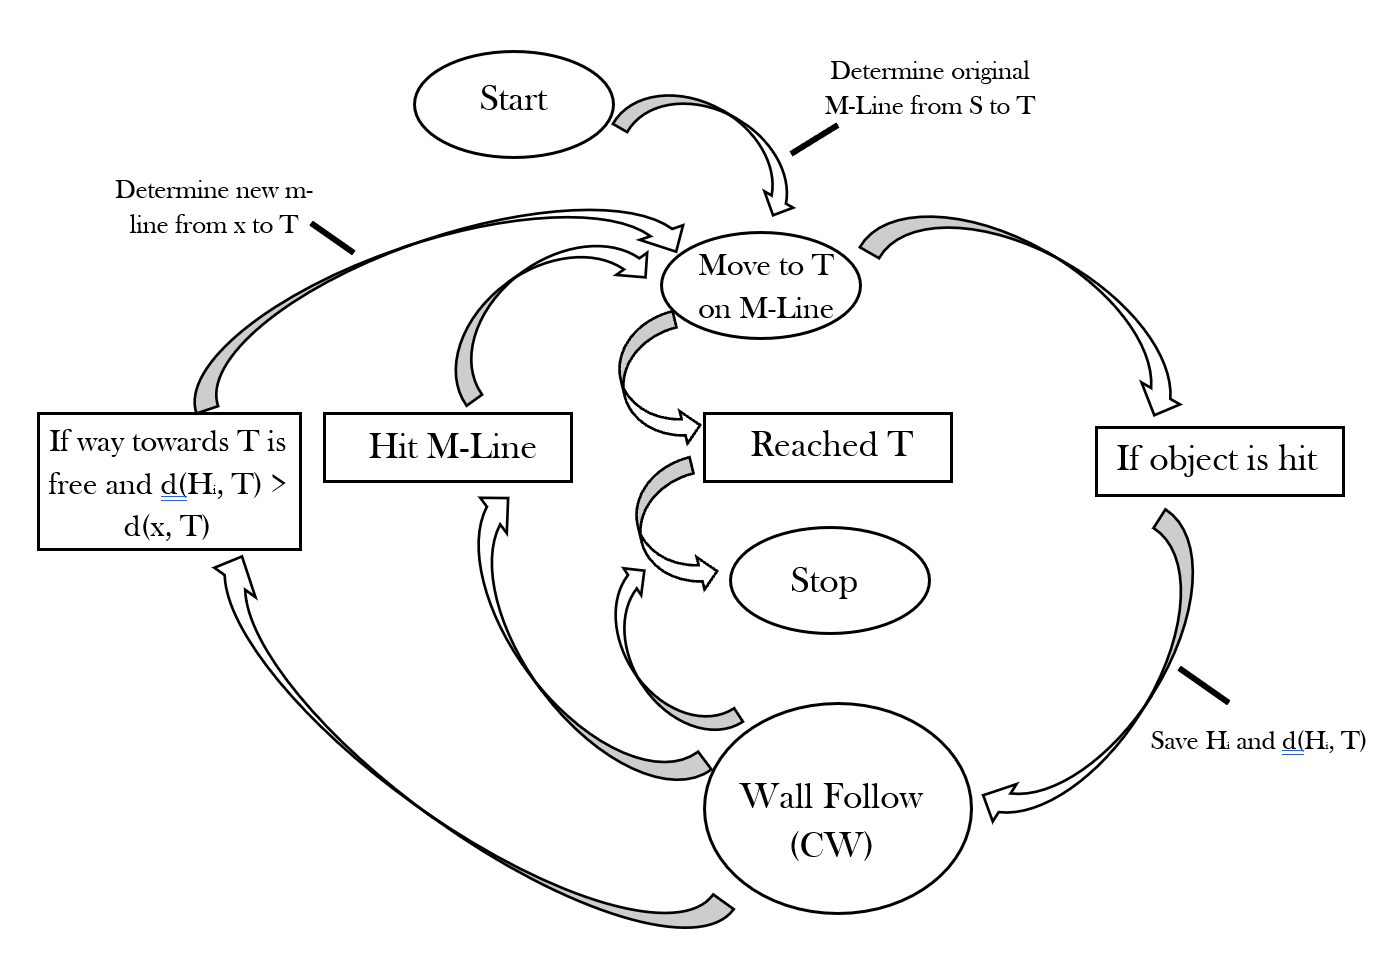 Start
Determine original
M-Line from S to T
Determine new m-
line from x to T
Move to T
on M-Line
If way towards T is
free and d(Hᵢ, T) >
d(x, T)
Hit M-Line
Reached T
If object is hit
Stop
Save Hᵢ and d(Hᵢ, T)
Wall Follow
(CW)